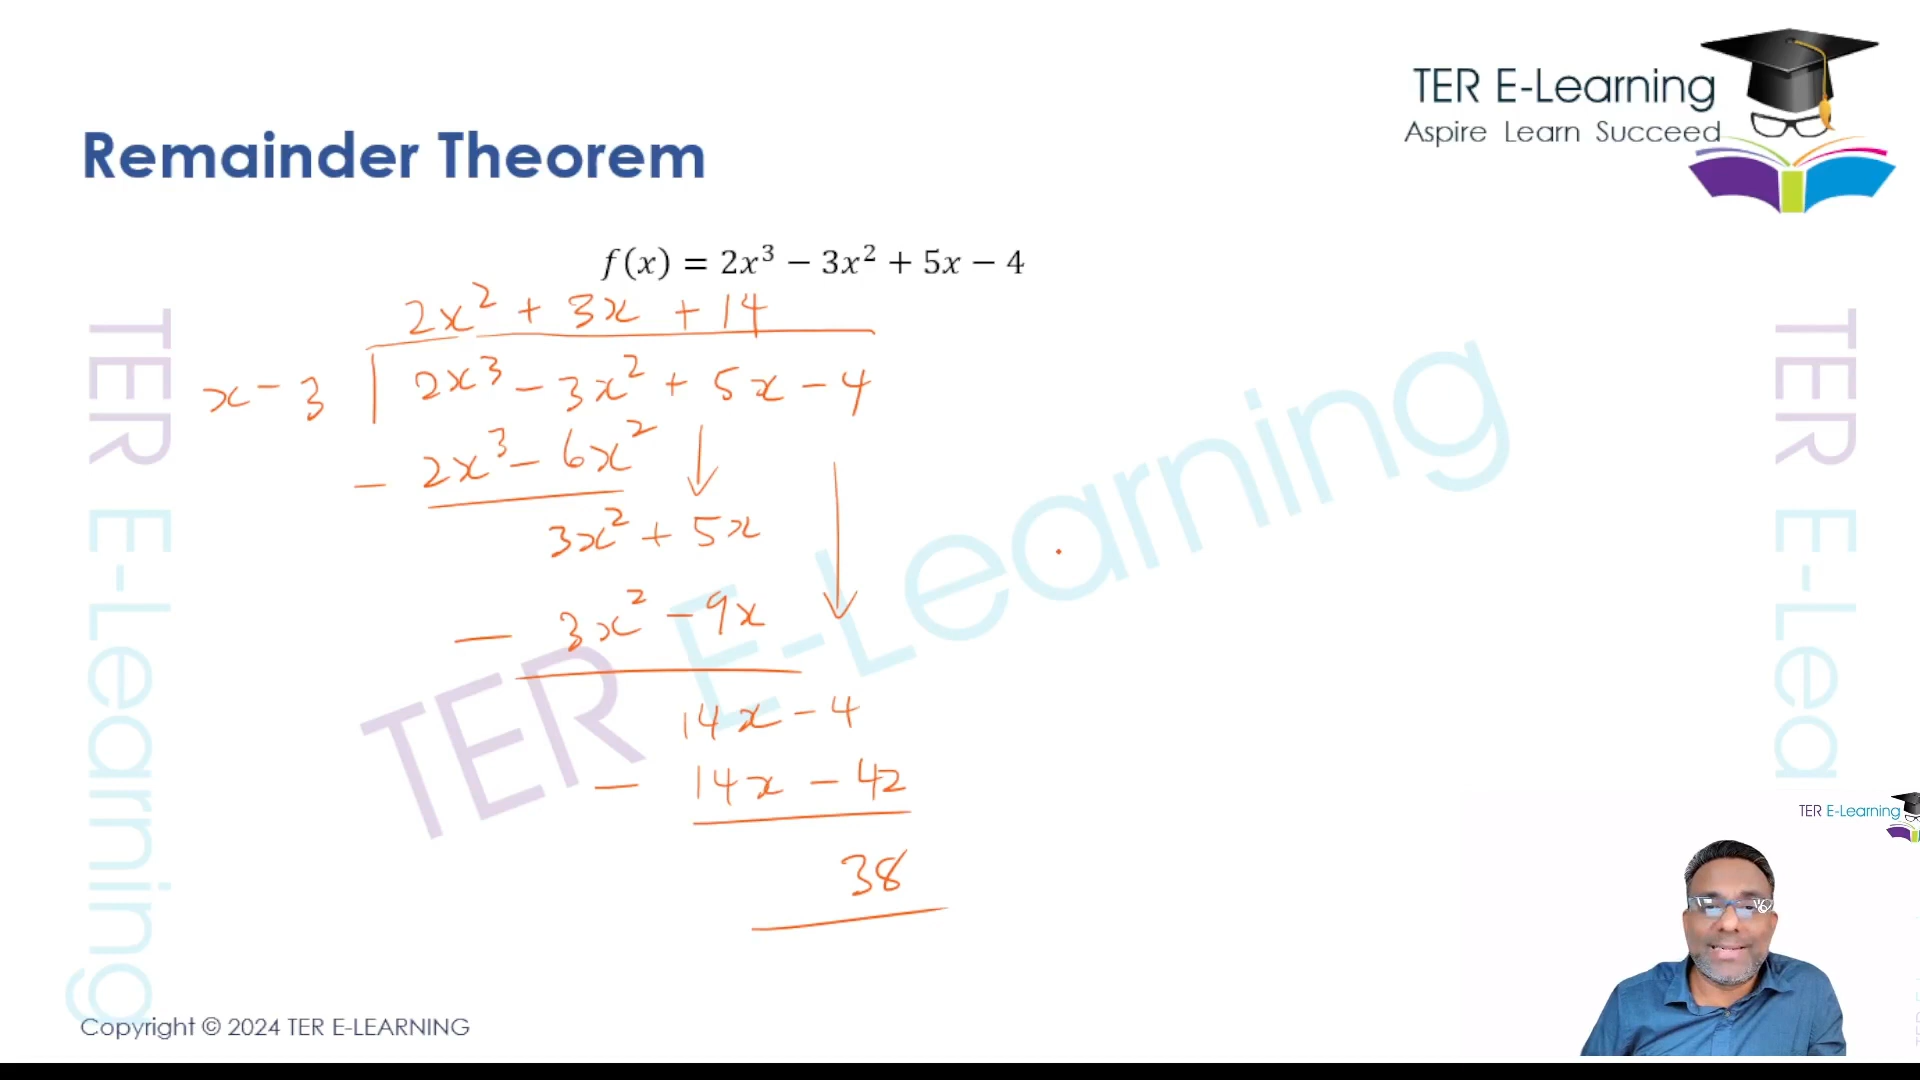 TER E-Learning
Aspire Learn Succeed
Remainder Theorem
f(x) = 2x³ − 3x² + 5x − 4
2x² + 3x + 14
x − 3 2x³ − 3x² + 5x − 4
− 2x³ − 6x²
3x² + 5x
− 3x² − 9x
14x − 4
− 14x − 42
38
TER E-Learning
TER E-Learning
TER E-Lea
TER E-Learning
Copyright © 2024 TER E-LEARNING